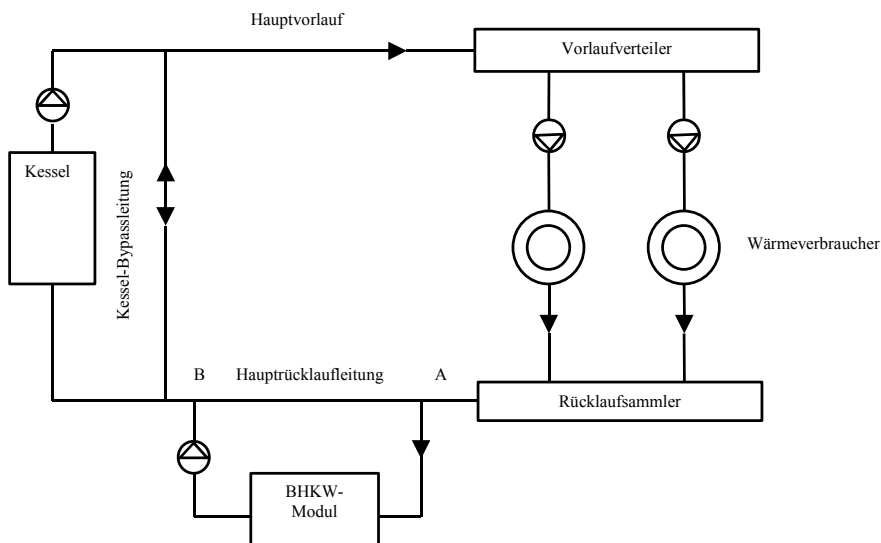 Hauptvorlauf
Vorlaufverteiler
Kessel
Kessel-Bypassleitung
Wärmeverbraucher
B
Hauptrücklaufleitung
A
Rücklaufsammler
BHKW-
Modul